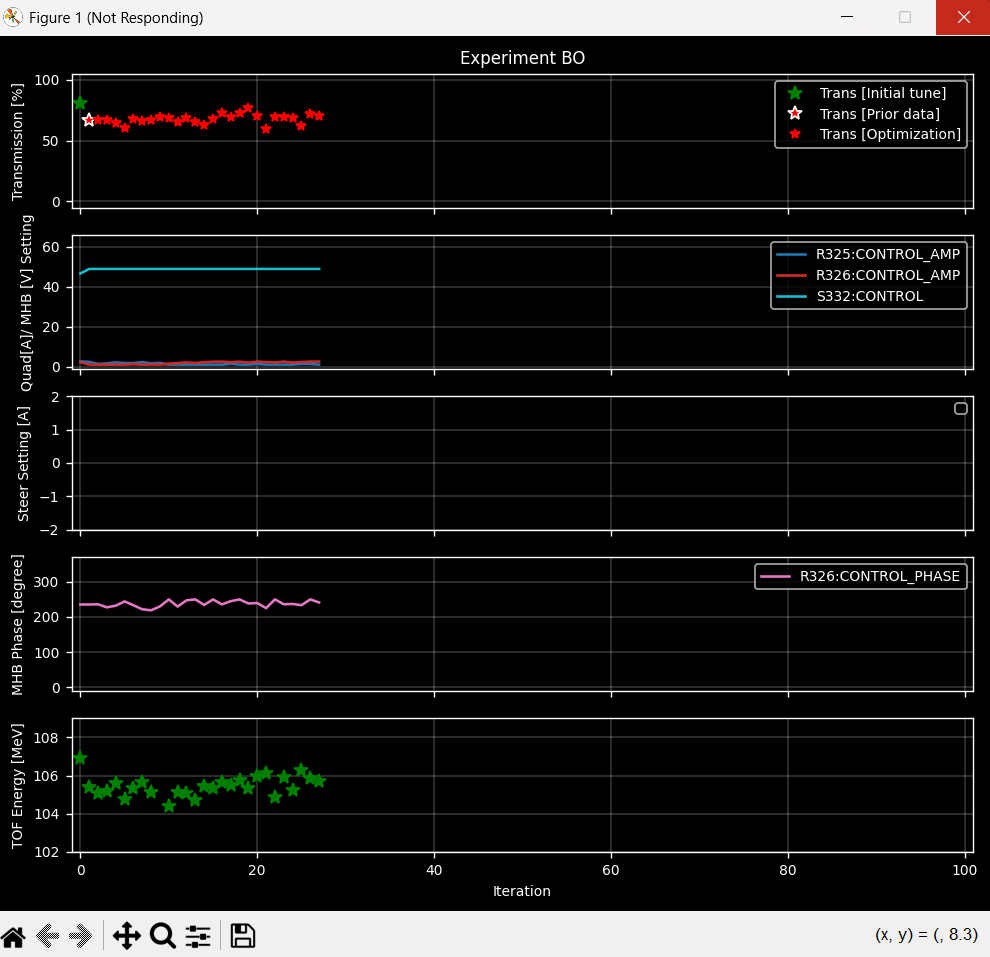 Figure 1 (Not Responding)
Experiment BO
Transmission [%]
100
50
0
Trans [Initial tune]
Trans [Prior data]
Trans [Optimization]
Quad[A]/ MHB [V] Setting
60
40
20
0
R325:CONTROL_AMP
R326:CONTROL_AMP
S332:CONTROL
Steer Setting [A]
2
1
0
−1
−2
MHB Phase [degree]
300
200
100
0
R326:CONTROL_PHASE
TOF Energy [MeV]
108
106
104
102
0 20 40 60 80 100
Iteration
(x, y) = (, 8.3)